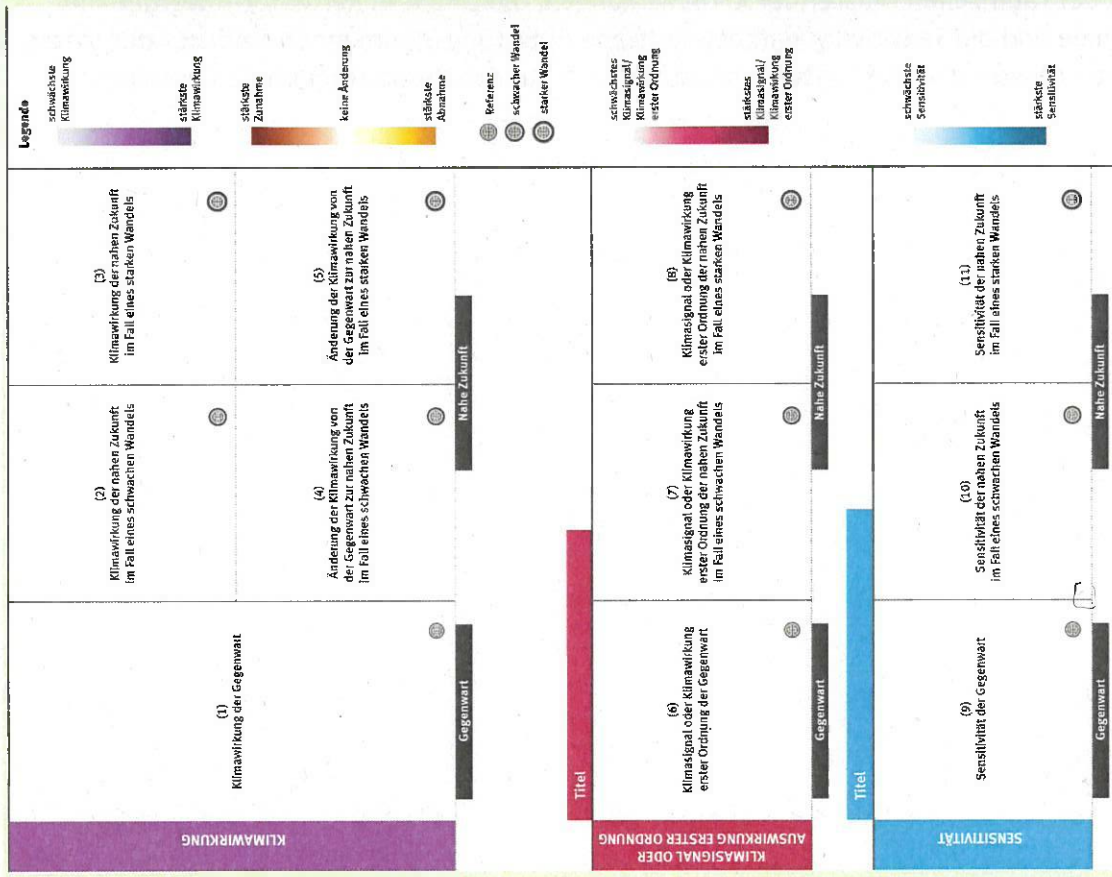 Legende
schwächste
Klimawirkung
stärkste
Klimawirkung
stärkste
Zunahme
keine Änderung
stärkste
Abnahme
Referenz
schwacher Wandel
starker Wandel
schwächstes
Klimasignal/
Klimawirkung
erster Ordnung
stärkstes
Klimasignal/
Klimawirkung
erster Ordnung
schwächste
Sensitivität
stärkste
Sensitivität
KLIMAWIRKUNG
(1)
Klimawirkung der Gegenwart
(2)
Klimawirkung der nahen Zukunft
im Fall eines schwachen Wandels
(3)
Klimawirkung der nahen Zukunft
im Fall eines starken Wandels
(4)
Änderung der Klimawirkung von
der Gegenwart zur nahen Zukunft
im Fall eines schwachen Wandels
(5)
Änderung der Klimawirkung von
der Gegenwart zur nahen Zukunft
im Fall eines starken Wandels
Gegenwart
Nahe Zukunft
Titel
KLIMASIGNAL ODER
AUSWIRKUNG ERSTER ORDNUNG
(6)
Klimasignal oder Klimawirkung
erster Ordnung der Gegenwart
(7)
Klimasignal oder Klimawirkung
erster Ordnung der nahen Zukunft
im Fall eines schwachen Wandels
(8)
Klimasignal oder Klimawirkung
erster Ordnung der nahen Zukunft
im Fall eines starken Wandels
Gegenwart
Nahe Zukunft
Titel
SENSITIVITÄT
(9)
Sensitivität der Gegenwart
(10)
Sensitivität der nahen Zukunft
im Fall eines schwachen Wandels
(11)
Sensitivität der nahen Zukunft
im Fall eines starken Wandels
Gegenwart
Nahe Zukunft